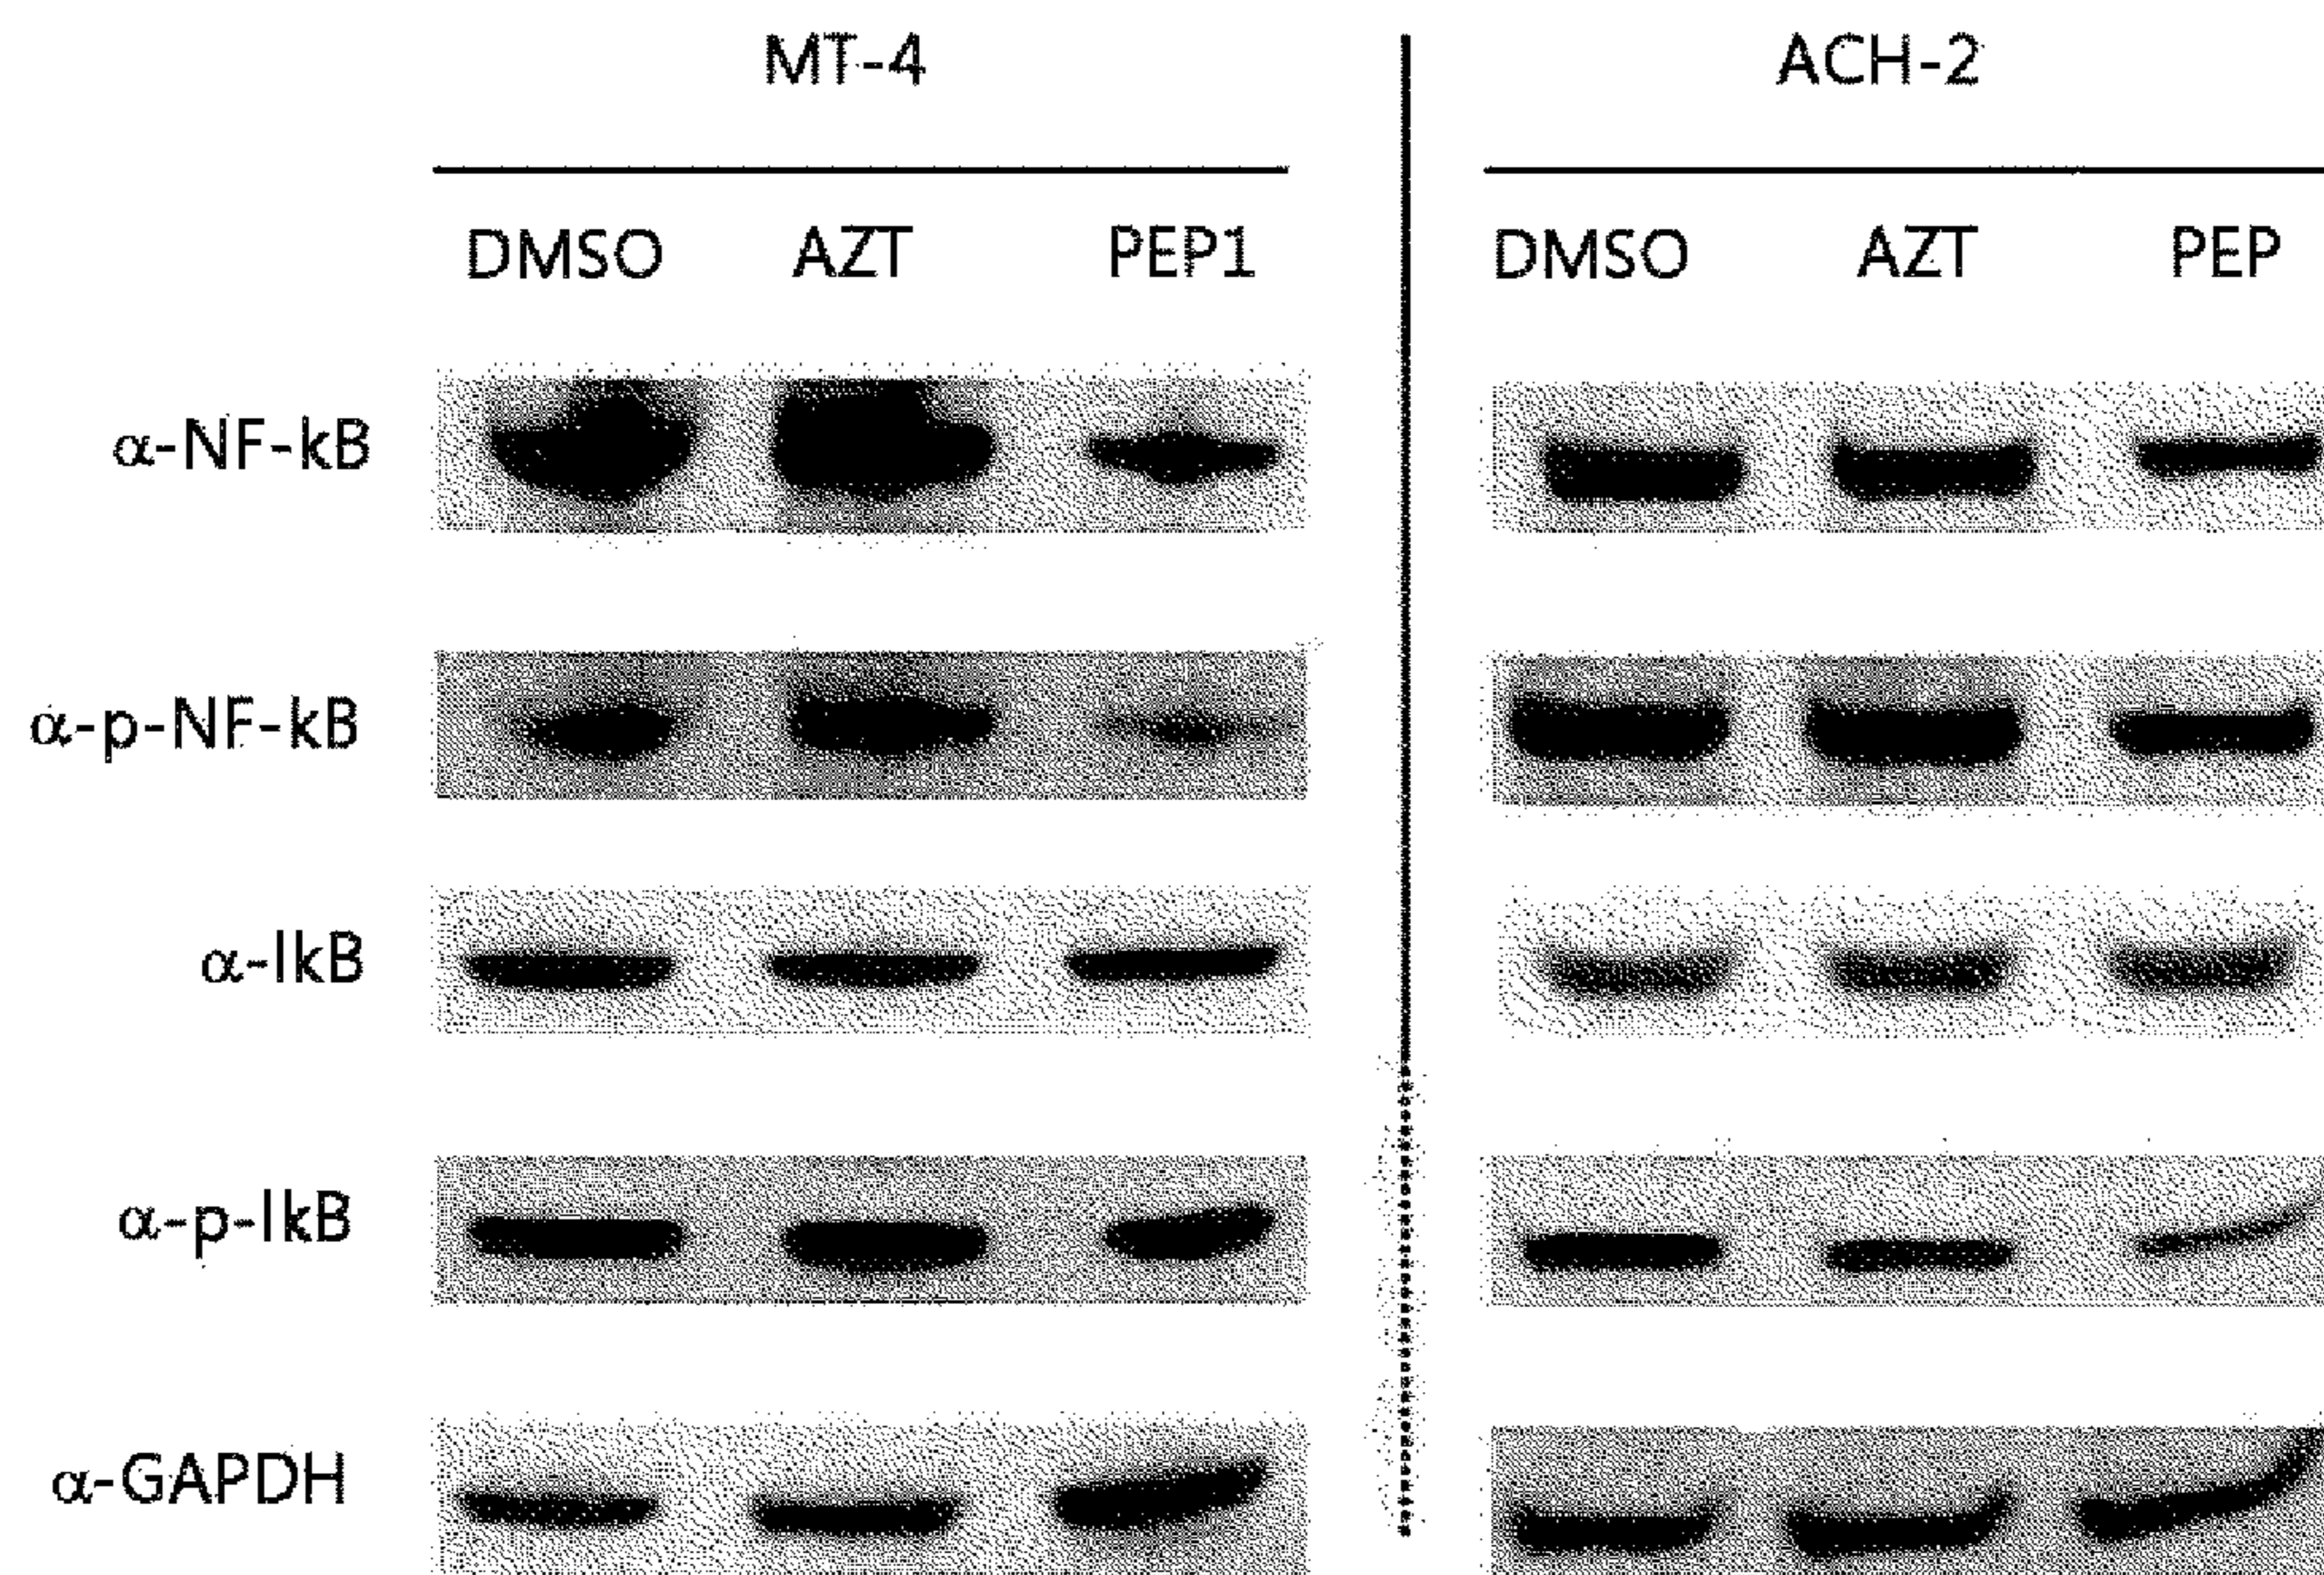 MT-4 ACH-2
DMSO AZT PEP1 DMSO AZT PEP
α-NF-kB
α-p-NF-kB
α-IkB
α-p-IkB
α-GAPDH